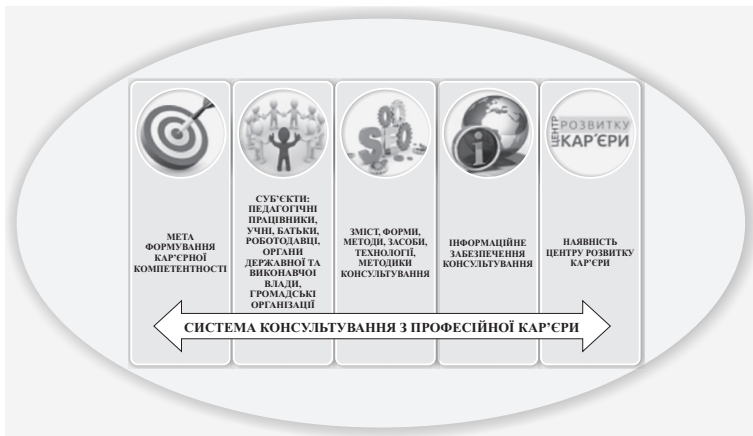 МЕТА
ФОРМУВАННЯ
КАР'ЄРНОЇ
КОМПЕТЕНТНОСТІ
СУБ'ЄКТИ:
ПЕДАГОГІЧНІ
ПРАЦІВНИКИ,
УЧНІ, БАТЬКИ,
РОБОТОДАВЦІ,
ОРГАНИ
ДЕРЖАВНОЇ ТА
ВИКОНАВЧОЇ
ВЛАДИ,
ГРОМАДСЬКІ
ОРГАНІЗАЦІЇ
SEO
ЗМІСТ, ФОРМИ,
МЕТОДИ, ЗАСОБИ,
ТЕХНОЛОГІЇ,
МЕТОДИКИ
КОНСУЛЬТУВАННЯ
i
ІНФОРМАЦІЙНЕ
ЗАБЕЗПЕЧЕННЯ
КОНСУЛЬТУВАННЯ
ЦЕНТР
РОЗВИТКУ
КАР'ЄРИ
НАЯВНІСТЬ
ЦЕНТРУ РОЗВИТКУ
КАР'ЄРИ
СИСТЕМА КОНСУЛЬТУВАННЯ З ПРОФЕСІЙНОЇ КАР'ЄРИ